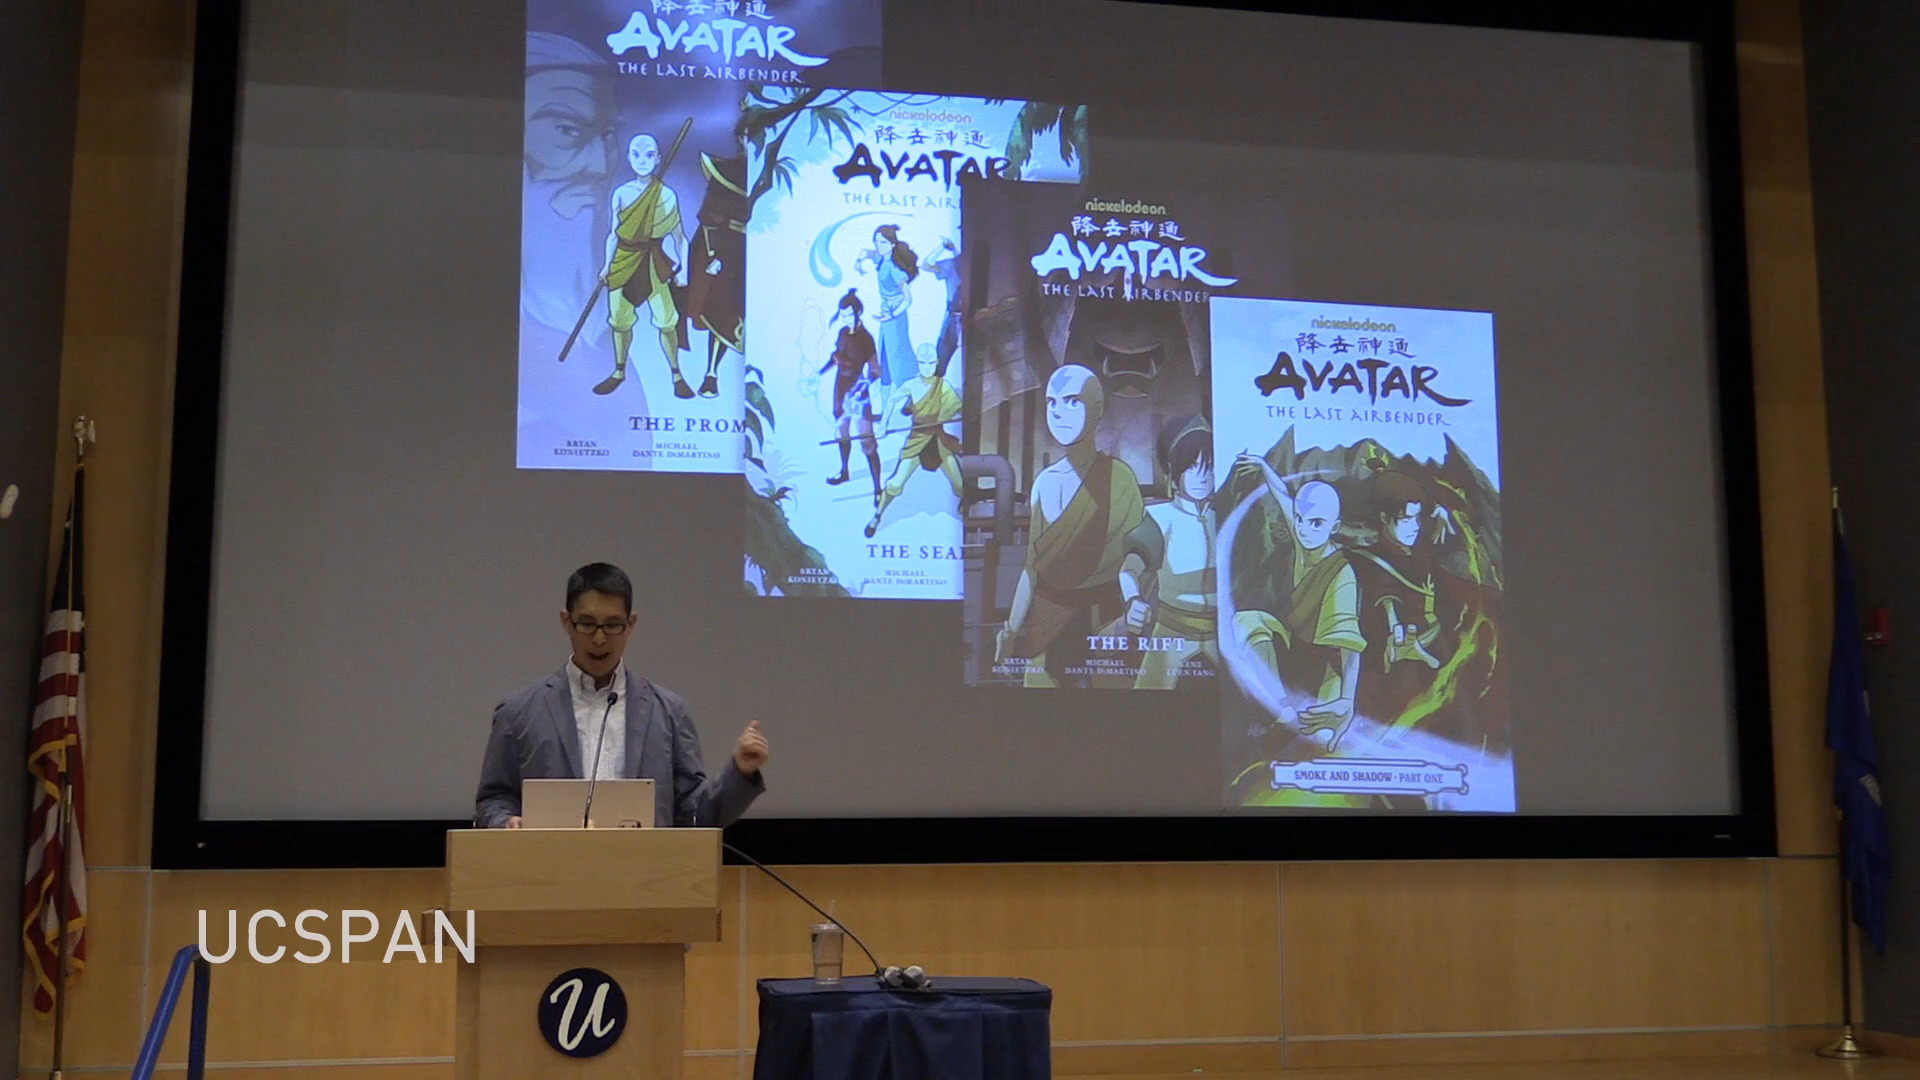 降去神通
AVATAR
THE LAST AIRBENDER
THE PROM
BRYAN
KONIETZKO
MICHAEL
DANTE DiMARTINO
nickelodeon
降去神通
AVATAR
THE LAST AIR
THE SEA
BRYAN
KONIETZKO
MICHAEL
DANTE DiMARTINO
nickelodeon
降去神通
AVATAR
THE LAST AIRBENDER
THE RIFT
BRYAN
KONIETZKO
MICHAEL
DANTE DiMARTINO
GENE
LUEN YANG
nickelodeon
降去神通
AVATAR
THE LAST AIRBENDER
SMOKE AND SHADOW · PART ONE
UCSPAN
U